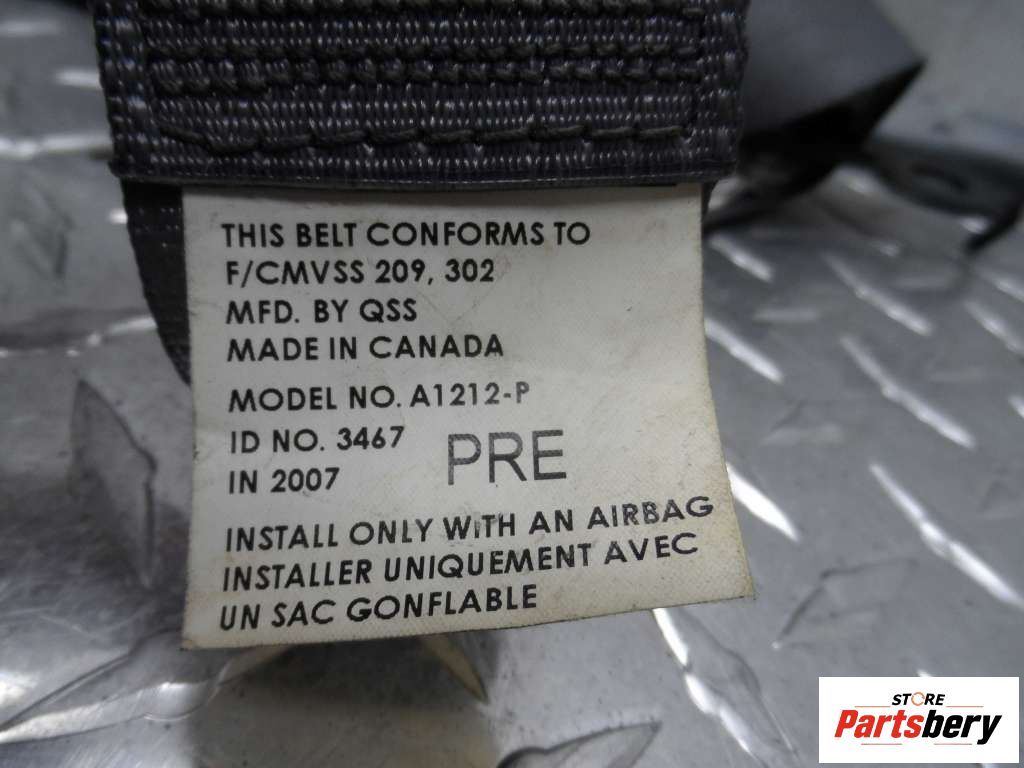 THIS BELT CONFORMS TO
F/CMVSS 209, 302
MFD. BY QSS
MADE IN CANADA
MODEL NO. A1212-P
ID NO. 3467
PRE
IN 2007
INSTALL ONLY WITH AN AIRBAG
INSTALLER UNIQUEMENT AVEC
UN SAC GONFLABLE
STORE
Partsbery